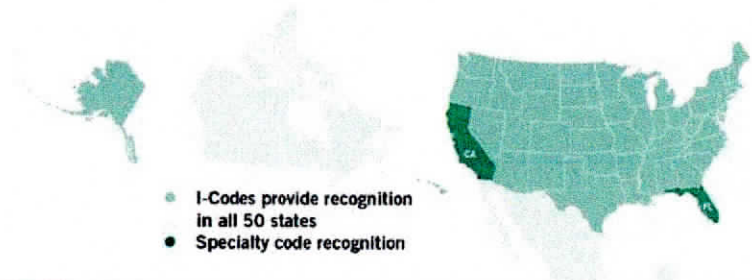 CA
FL
I-Codes provide recognition
in all 50 states
Specialty code recognition